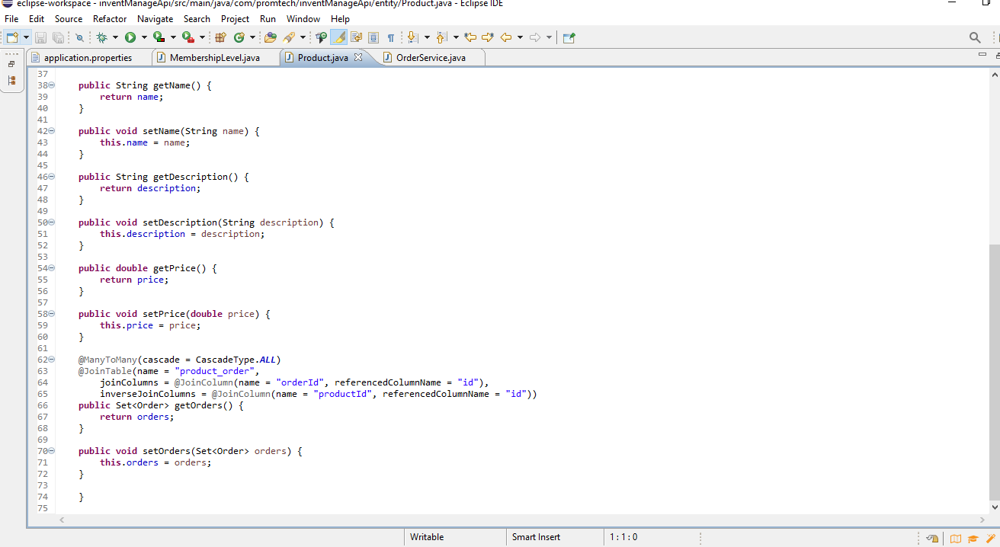 eclipse-workspace - inventManageApi/src/main/java/com/promtech/inventManageApi/entity/Product.java - Eclipse IDE
File Edit Source Refactor Navigate Search Project Run Window Help
application.properties MembershipLevel.java Product.java OrderService.java
37
38 public String getName() {
39 return name;
40 }
41
42 public void setName(String name) {
43 this.name = name;
44 }
45
46 public String getDescription() {
47 return description;
48 }
49
50 public void setDescription(String description) {
51 this.description = description;
52 }
53
54 public double getPrice() {
55 return price;
56 }
57
58 public void setPrice(double price) {
59 this.price = price;
60 }
61
62 @ManyToMany(cascade = CascadeType.ALL)
63 @JoinTable(name = "product_order",
64 joinColumns = @JoinColumn(name = "orderId", referencedColumnName = "id"),
65 inverseJoinColumns = @JoinColumn(name = "productId", referencedColumnName = "id"))
66 public Set<Order> getOrders() {
67 return orders;
68 }
69
70 public void setOrders(Set<Order> orders) {
71 this.orders = orders;
72 }
73
74 }
75
Writable Smart Insert 1 : 1 : 0